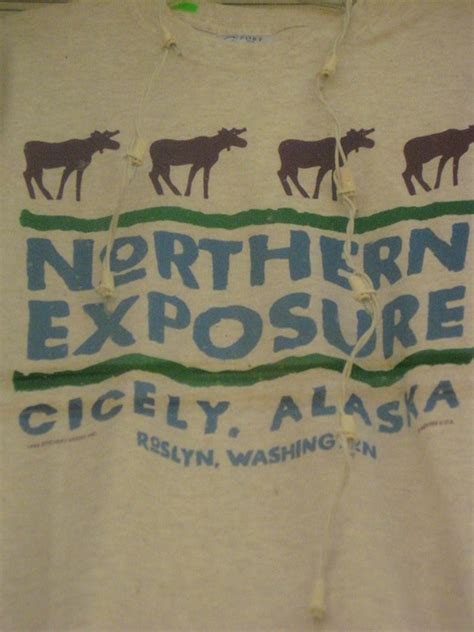 NORTHERN
EXPOSURE
CICELY, ALASKA
ROSLYN, WASHINGTON